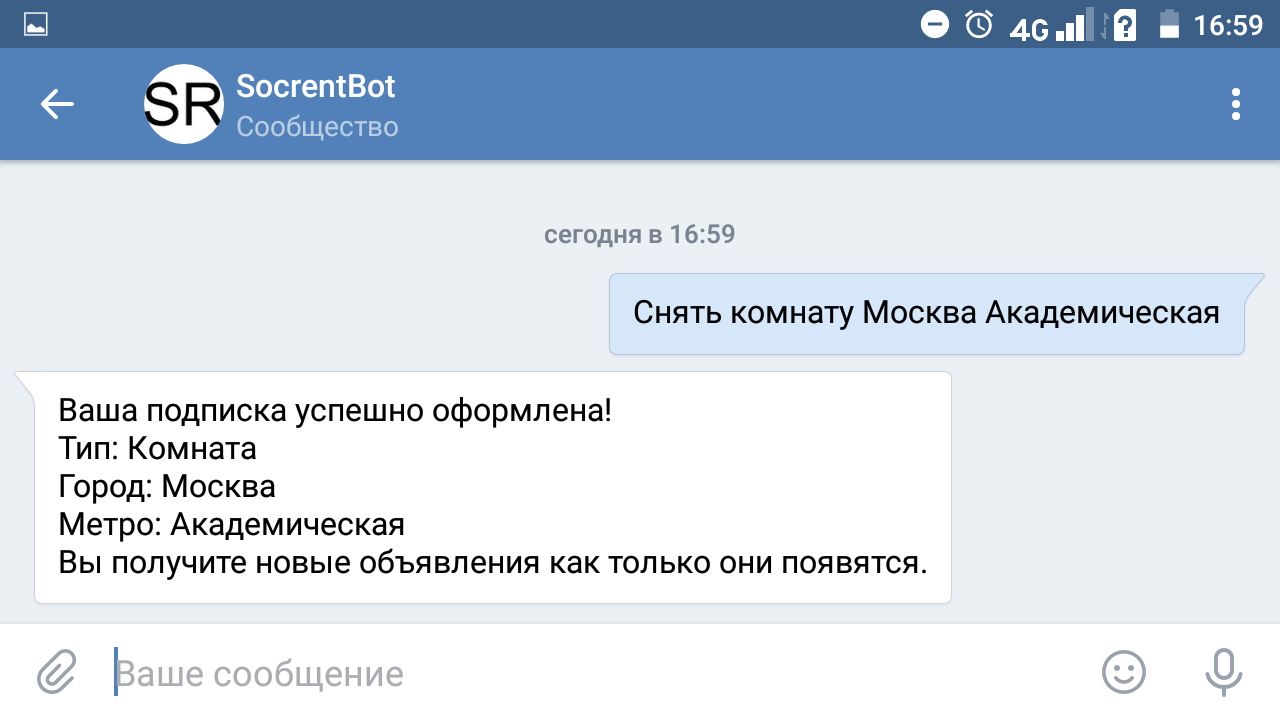 4G
16:59
SR
SocrentBot
Сообщество
сегодня в 16:59
Снять комнату Москва Академическая
Ваша подписка успешно оформлена!
Тип: Комната
Город: Москва
Метро: Академическая
Вы получите новые объявления как только они появятся.
Ваше сообщение